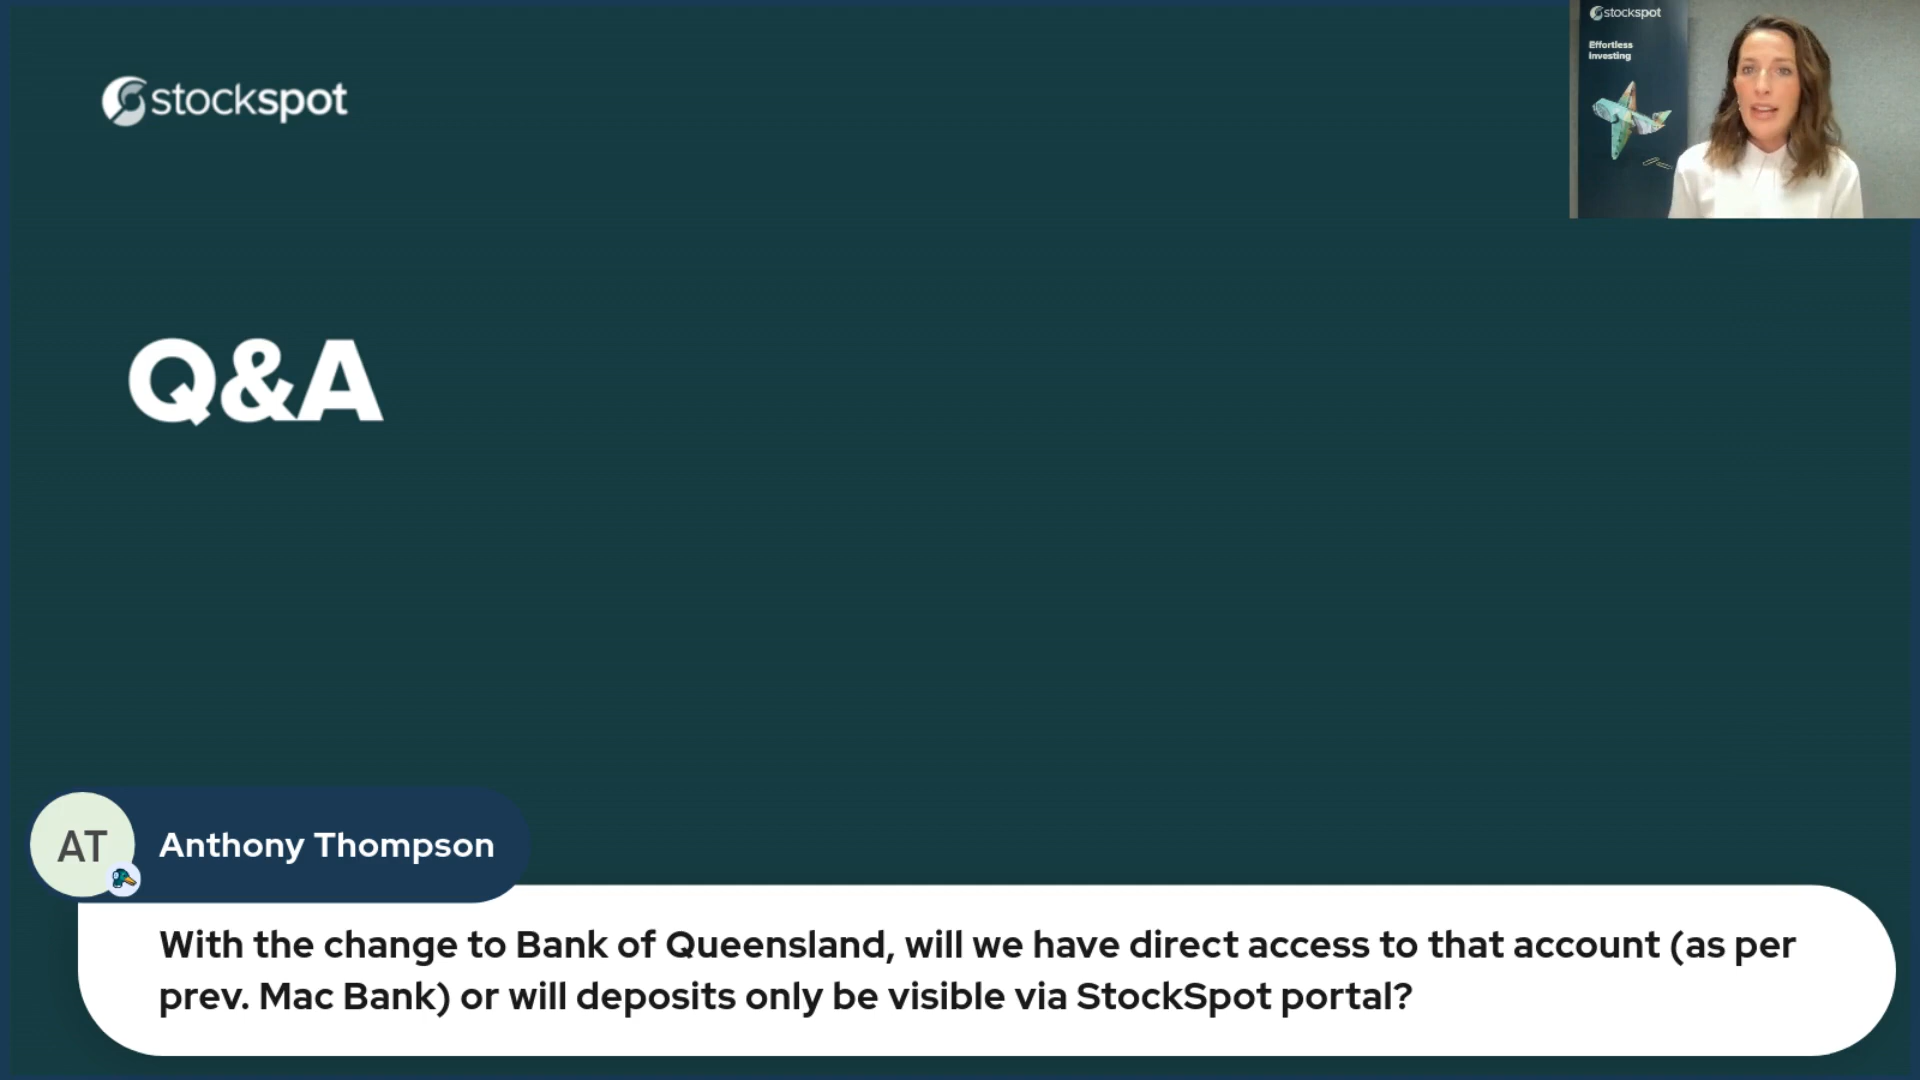 stockspot
stockspot
Effortless
Investing
Q&A
AT
Anthony Thompson
With the change to Bank of Queensland, will we have direct access to that account (as per
prev. Mac Bank) or will deposits only be visible via StockSpot portal?